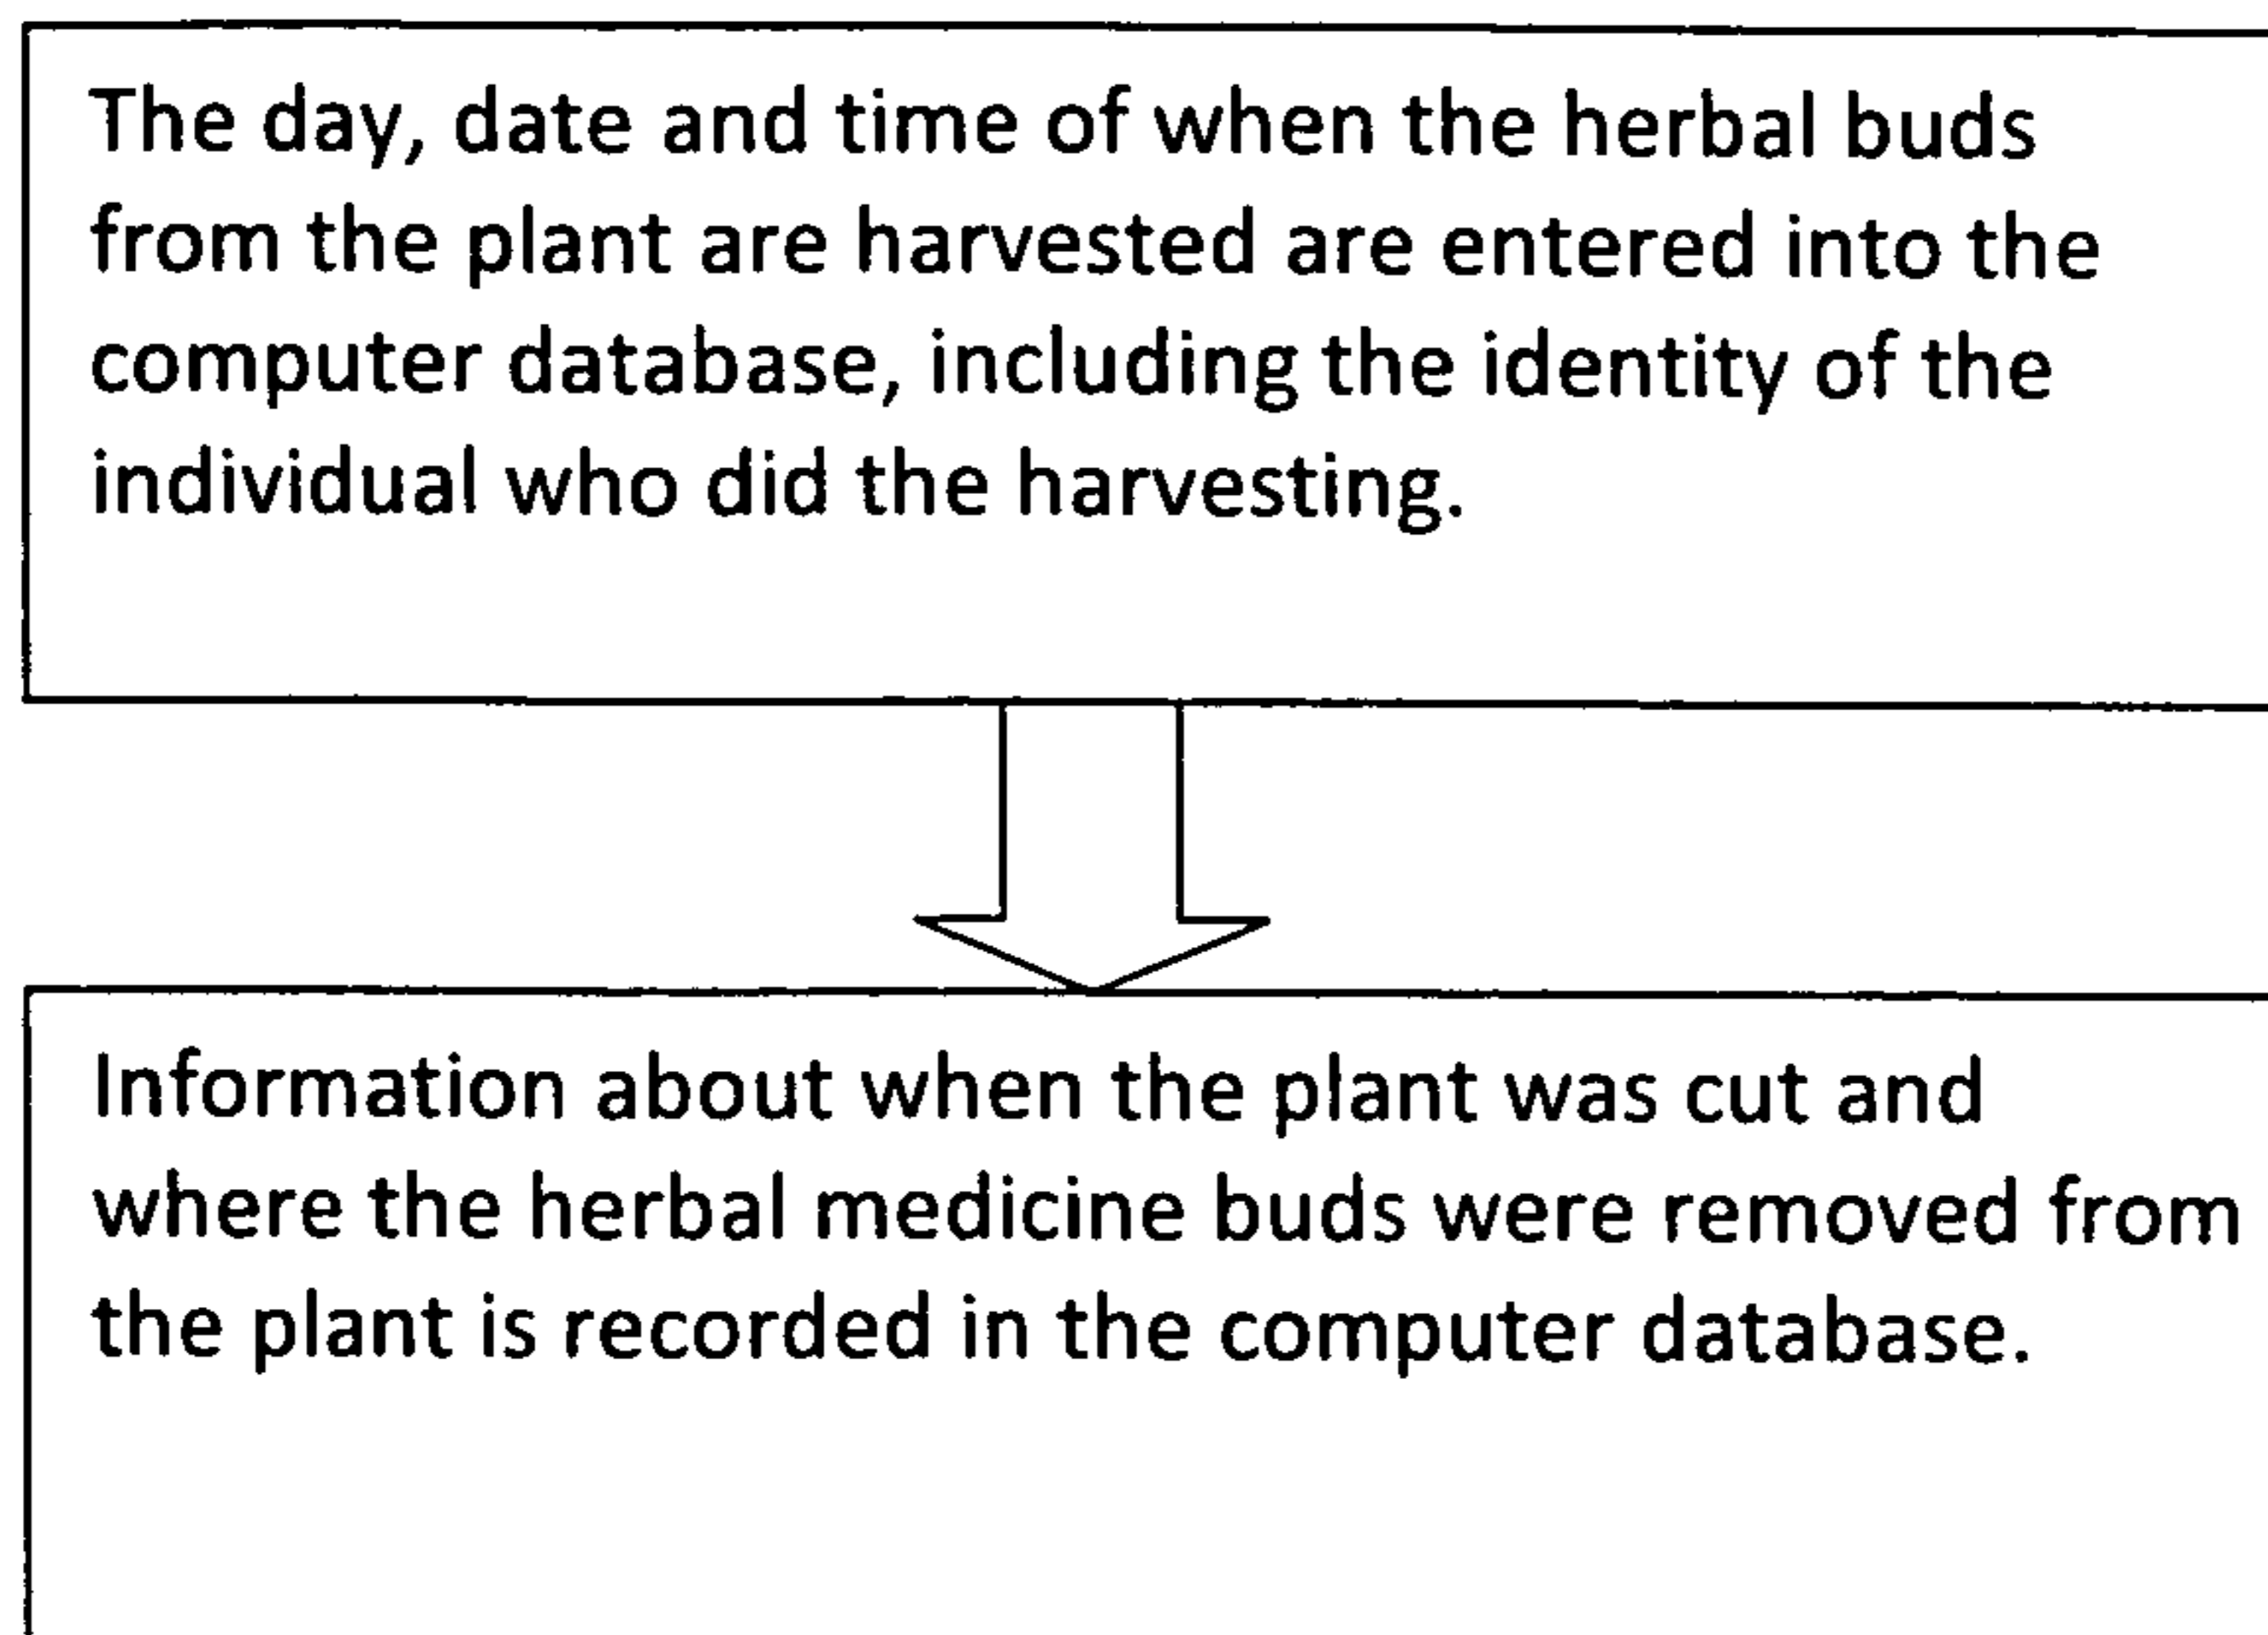 The day, date and time of when the herbal buds
from the plant are harvested are entered into the
computer database, including the identity of the
individual who did the harvesting.
Information about when the plant was cut and
where the herbal medicine buds were removed from
the plant is recorded in the computer database.